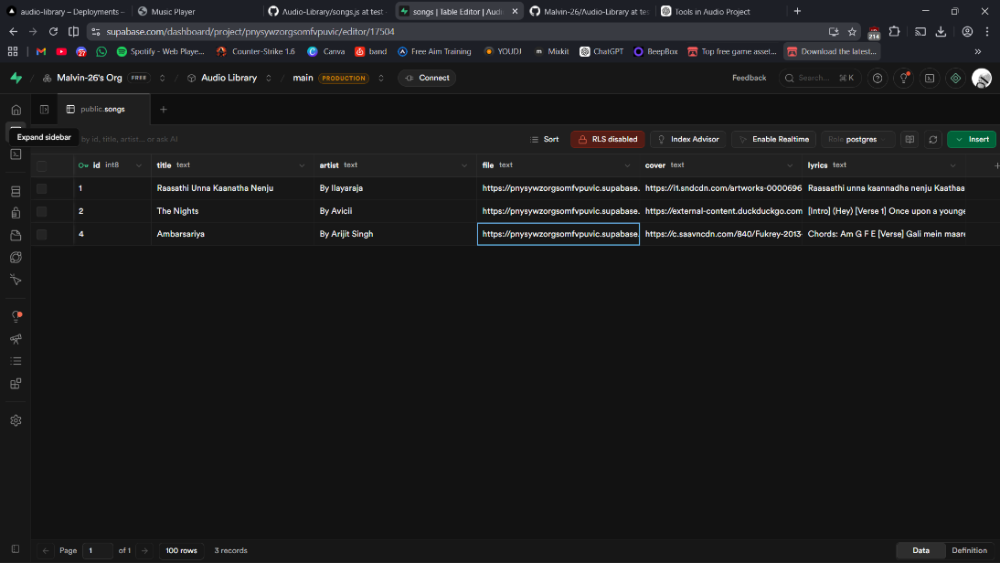 audio-library – Deployments –
Music Player
Audio-Library/songs.js at test ·
songs | Table Editor | Audio
Malvin-26/Audio-Library at tes
Tools in Audio Project
supabase.com/dashboard/project/pnysywzorgsomfvpuvic/editor/17504
214
27
Spotify - Web Playe...
Counter-Strike 1.6
Canva
band
Free Aim Training
YOUDJ
Mixkit
ChatGPT
BeepBox
Top free game asset...
Download the latest...
Malvin-26's Org FREE / Audio Library / main PRODUCTION Connect
Feedback
Search... ⌘ K
public.songs
Expand sidebar
by id, title, artist... or ask AI
Sort
RLS disabled
Index Advisor
Enable Realtime
Role postgres
Insert
id int8 title text artist text file text cover text lyrics text
1 Raasathi Unna Kaanatha Nenju By Ilayaraja https://pnysywzorgsomfvpuvic.supabase. https://i1.sndcdn.com/artworks-0000696 Raasaathi unna kaannadha nenju Kaathaa
2 The Nights By Avicii https://pnysywzorgsomfvpuvic.supabase. https://external-content.duckduckgo.com [Intro] (Hey) [Verse 1] Once upon a younge
4 Ambarsariya By Arijit Singh https://pnysywzorgsomfvpuvic.supabase. https://c.saavncdn.com/840/Fukrey-2013- Chords: Am G F E [Verse] Gali mein maare
Page 1 of 1 100 rows 3 records
Data Definition